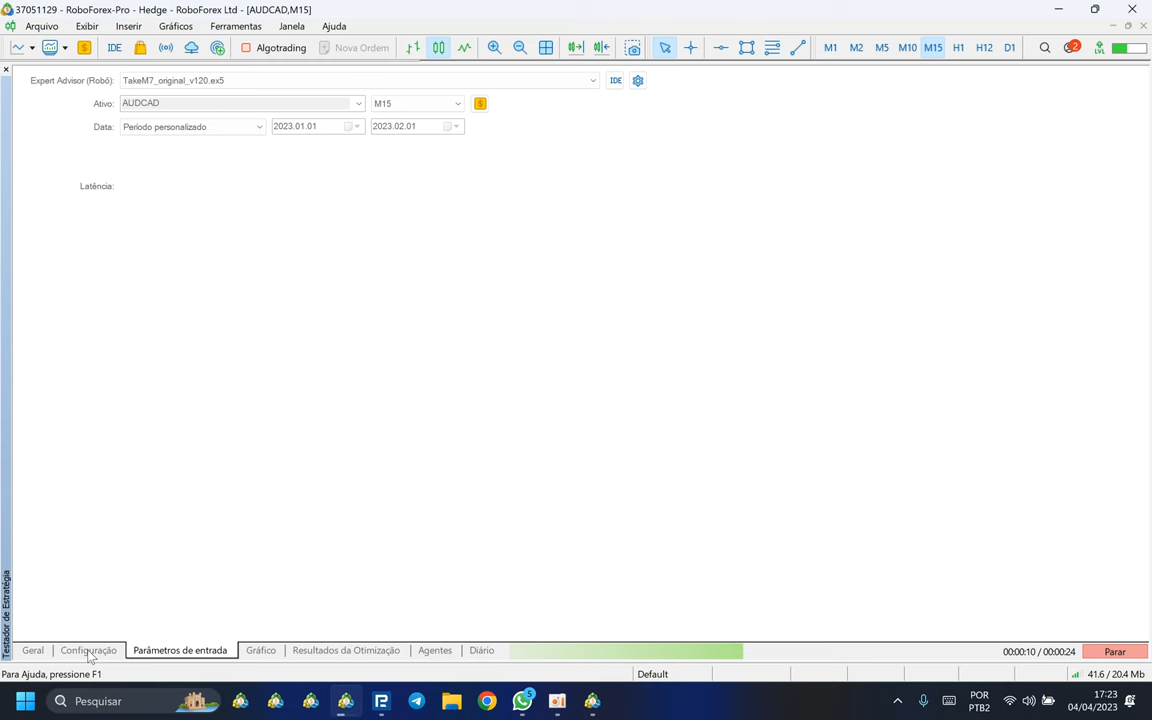 37051129 - RoboForex-Pro - Hedge - RoboForex Ltd - [AUDCAD,M15]
Arquivo Exibir Inserir Gráficos Ferramentas Janela Ajuda
IDE Algotrading Nova Ordem M1 M2 M5 M10 M15 H1 H12 D1 2 LVL
Expert Advisor (Robô): TakeM7_original_v120.ex5 IDE
Ativo: AUDCAD M15
Data: Período personalizado 2023.01.01 2023.02.01
Latência:
Testador de Estratégia
Geral Configuração Parâmetros de entrada Gráfico Resultados da Otimização Agentes Diário 00:00:10 / 00:00:24 Parar
Para Ajuda, pressione F1 Default 41.6 / 20.4 Mb
Pesquisar 5 POR 17:23
PTB2 04/04/2023